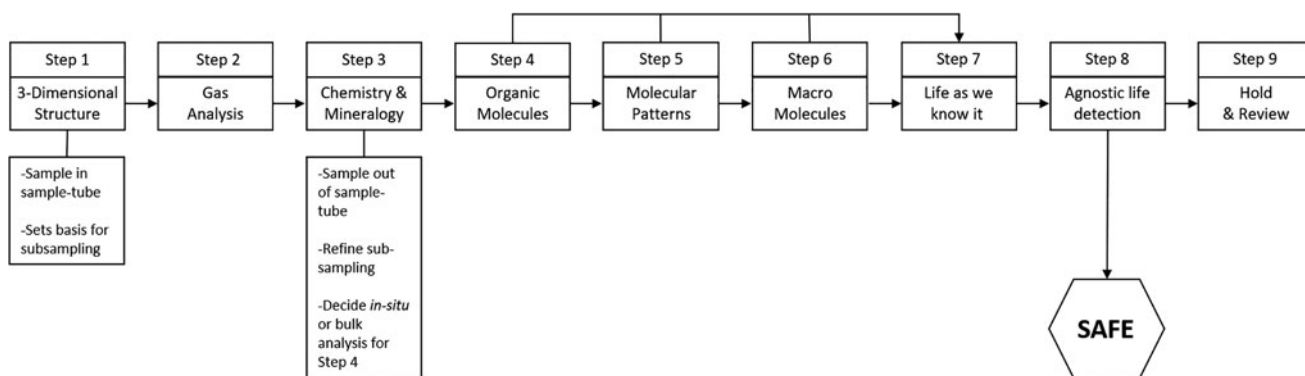 Step 1
3-Dimensional
Structure
Step 2
Gas
Analysis
Step 3
Chemistry &
Mineralogy
Step 4
Organic
Molecules
Step 5
Molecular
Patterns
Step 6
Macro
Molecules
Step 7
Life as we
know it
Step 8
Agnostic life
detection
Step 9
Hold
& Review
-Sample in
sample-tube
-Sets basis for
subsampling
-Sample out
of sample-
tube
-Refine sub-
sampling
-Decide in-situ
or bulk
analysis for
Step 4
SAFE